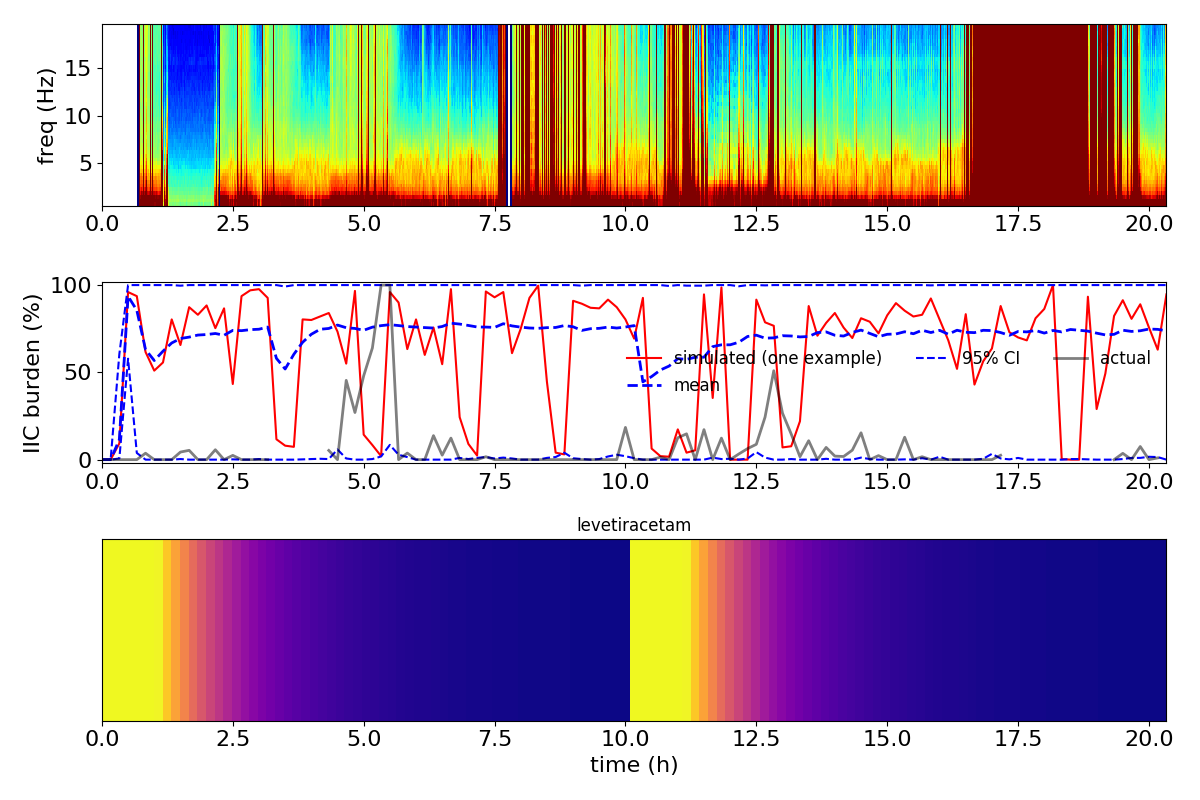 15
10
5
freq (Hz)
0.0 2.5 5.0 7.5 10.0 12.5 15.0 17.5 20.0
100
50
0
IIC burden (%)
simulated (one example) 95% CI actual
mean
0.0 2.5 5.0 7.5 10.0 12.5 15.0 17.5 20.0
levetiracetam
0.0 2.5 5.0 7.5 10.0 12.5 15.0 17.5 20.0
time (h)